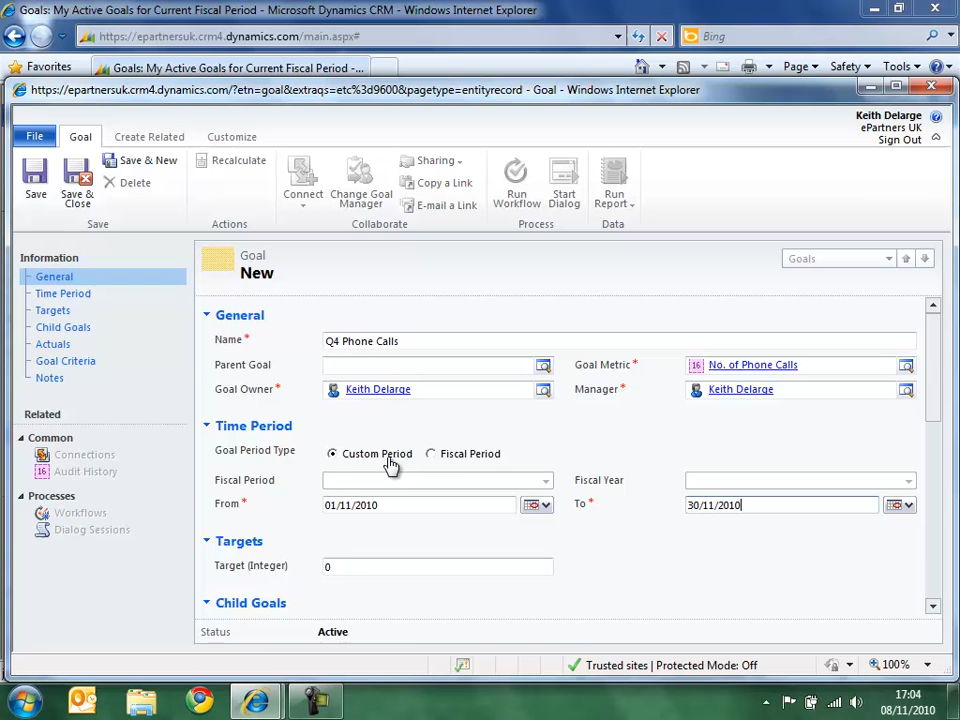 Goals: My Active Goals for Current Fiscal Period - Microsoft Dynamics CRM - Windows Internet Explorer
https://epartnersuk.crm4.dynamics.com/main.aspx#
Bing
Favorites
Goals: My Active Goals for Current Fiscal Period -...
Page
Safety
Tools
https://epartnersuk.crm4.dynamics.com/?etn=goal&extraqs=etc%3d9600&pagetype=entityrecord - Goal - Windows Internet Explorer
Keith Delarge
ePartners UK
Sign Out
File
Goal
Create Related
Customize
Save
Save & Close
Save & New
Delete
Save
Recalculate
Actions
Connect
Change Goal Manager
Sharing
Copy a Link
E-mail a Link
Collaborate
Run Workflow
Start Dialog
Process
Run Report
Data
Information
General
Time Period
Targets
Child Goals
Actuals
Goal Criteria
Notes
Related
Common
Connections
16 Audit History
Processes
Workflows
Dialog Sessions
Goal
New
Goals
General
Name * Q4 Phone Calls
Parent Goal
Goal Metric * 16 No. of Phone Calls
Goal Owner * Keith Delarge
Manager * Keith Delarge
Time Period
Goal Period Type Custom Period Fiscal Period
Fiscal Period
Fiscal Year
From * 01/11/2010
To * 30/11/2010
Targets
Target (Integer) 0
Child Goals
Status Active
Trusted sites | Protected Mode: Off
100%
17:04
08/11/2010